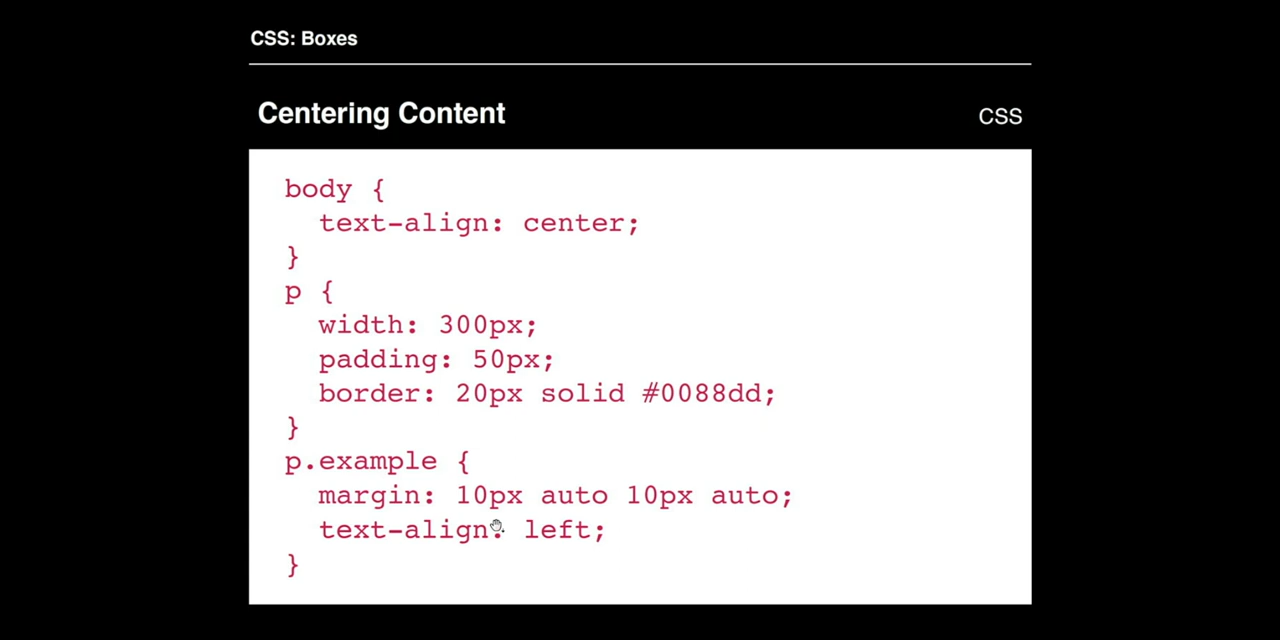 CSS: Boxes
Centering Content
CSS
body {
  text-align: center;
}
p {
  width: 300px;
  padding: 50px;
  border: 20px solid #0088dd;
}
p.example {
  margin: 10px auto 10px auto;
  text-align: left;
}